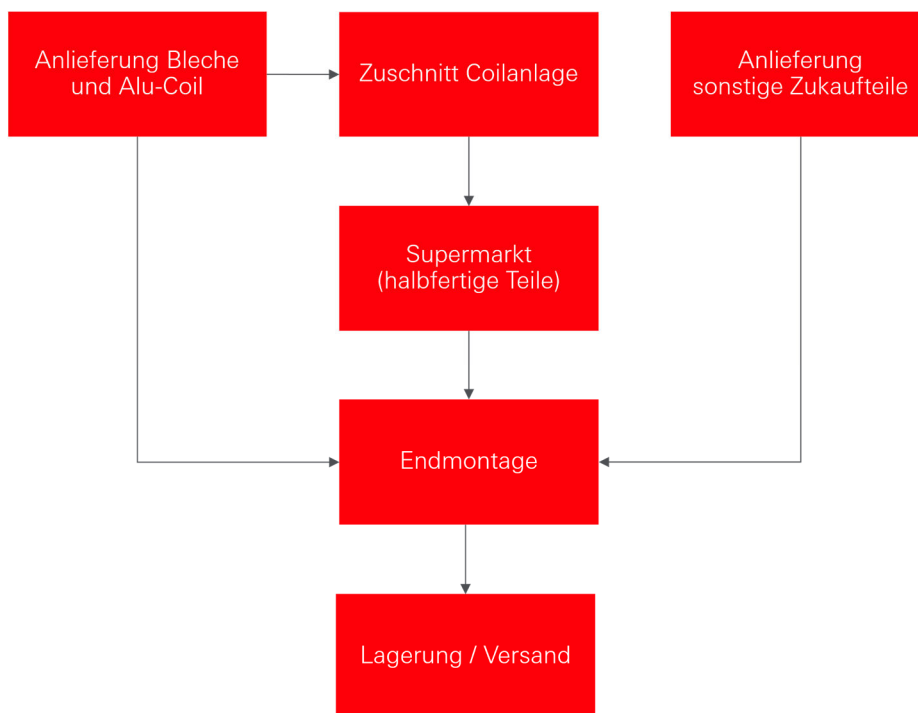 Anlieferung Bleche
und Alu-Coil
Zuschnitt Coilanlage
Anlieferung
sonstige Zukaufteile
Supermarkt
(halbfertige Teile)
Endmontage
Lagerung / Versand